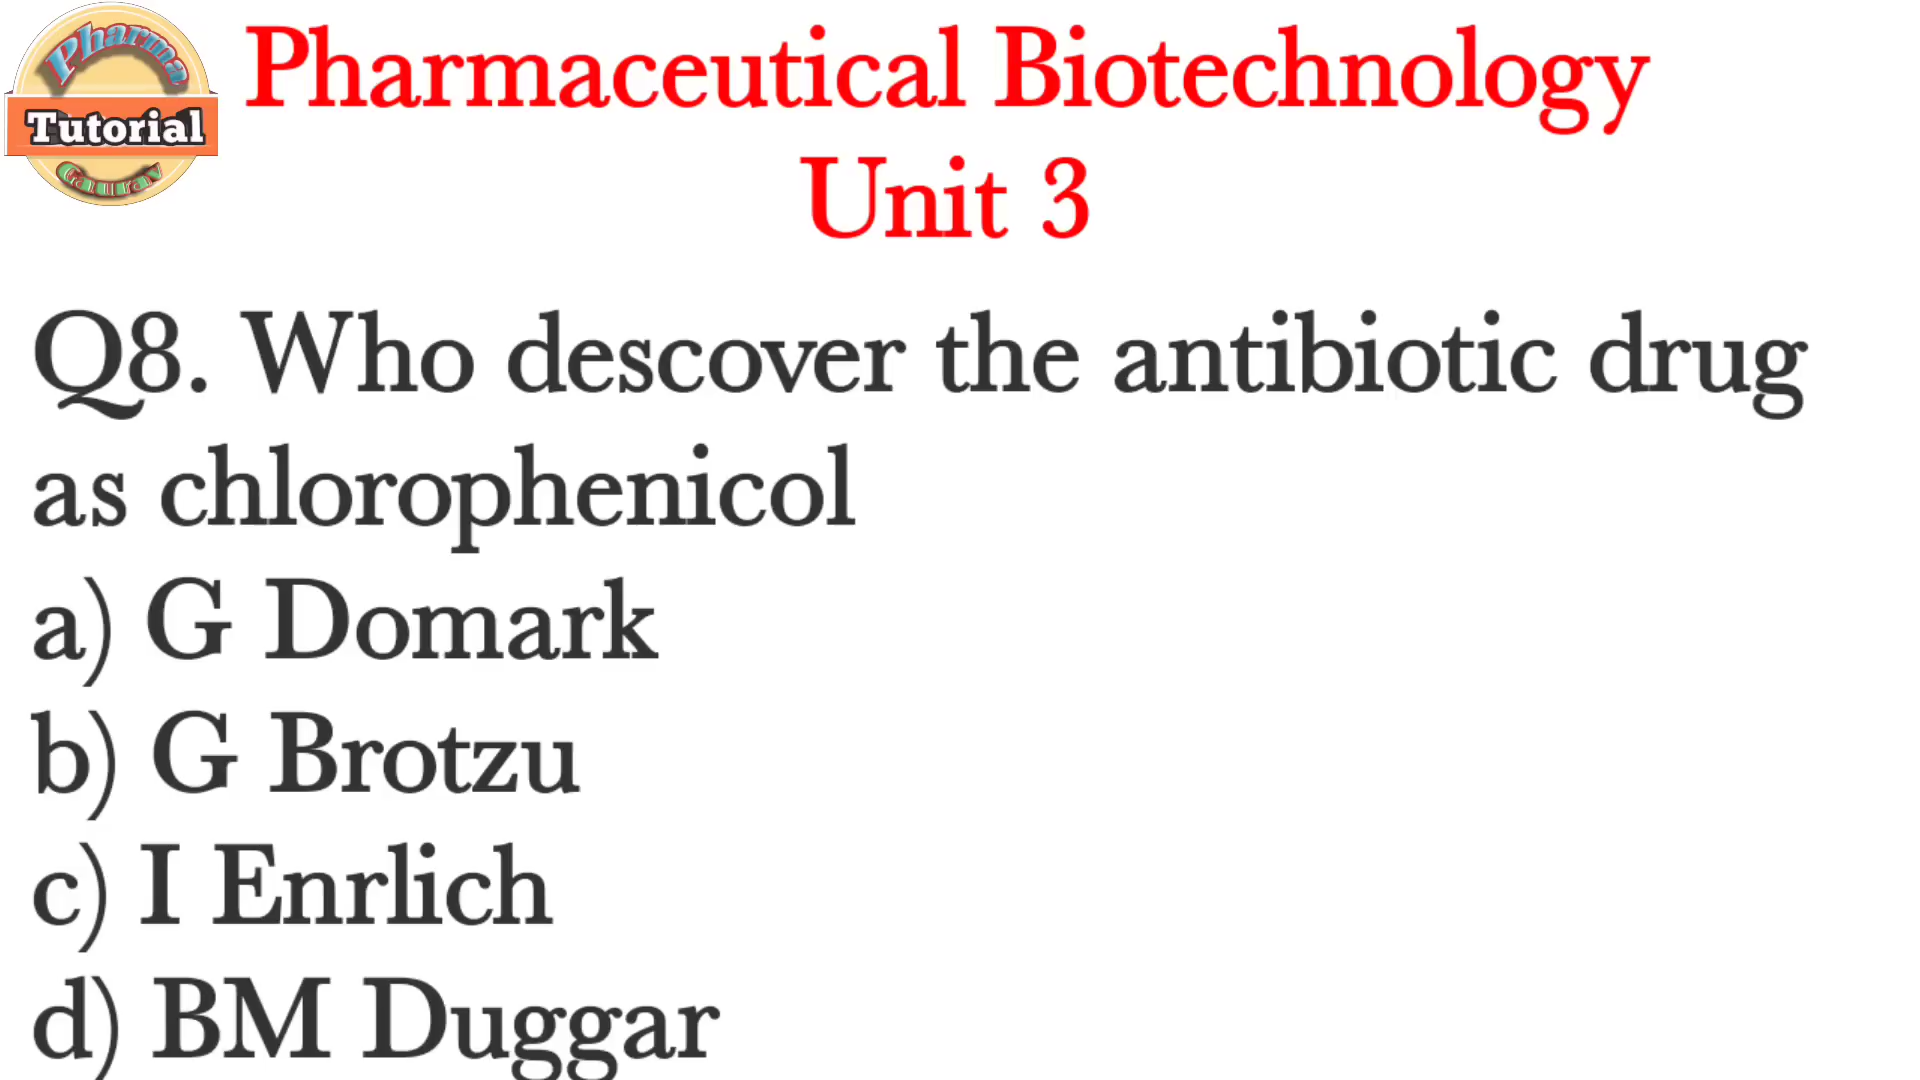 Pharma
Tutorial
Gaurav
Pharmaceutical Biotechnology
Unit 3
Q8. Who descover the antibiotic drug
as chlorophenicol
a) G Domark
b) G Brotzu
c) I Enrlich
d) BM Duggar